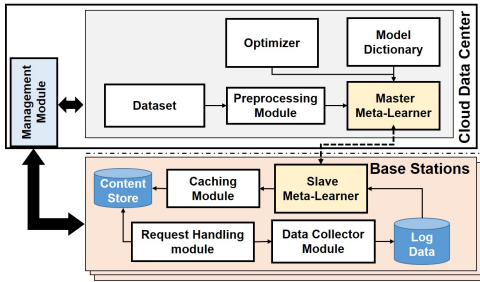 Optimizer
Model
Dictionary
Cloud Data Center
Management
Module
Dataset
Preprocessing
Module
Master
Meta-Learner
Base Stations
Content
Store
Caching
Module
Slave
Meta-Learner
Request Handling
module
Data Collector
Module
Log
Data